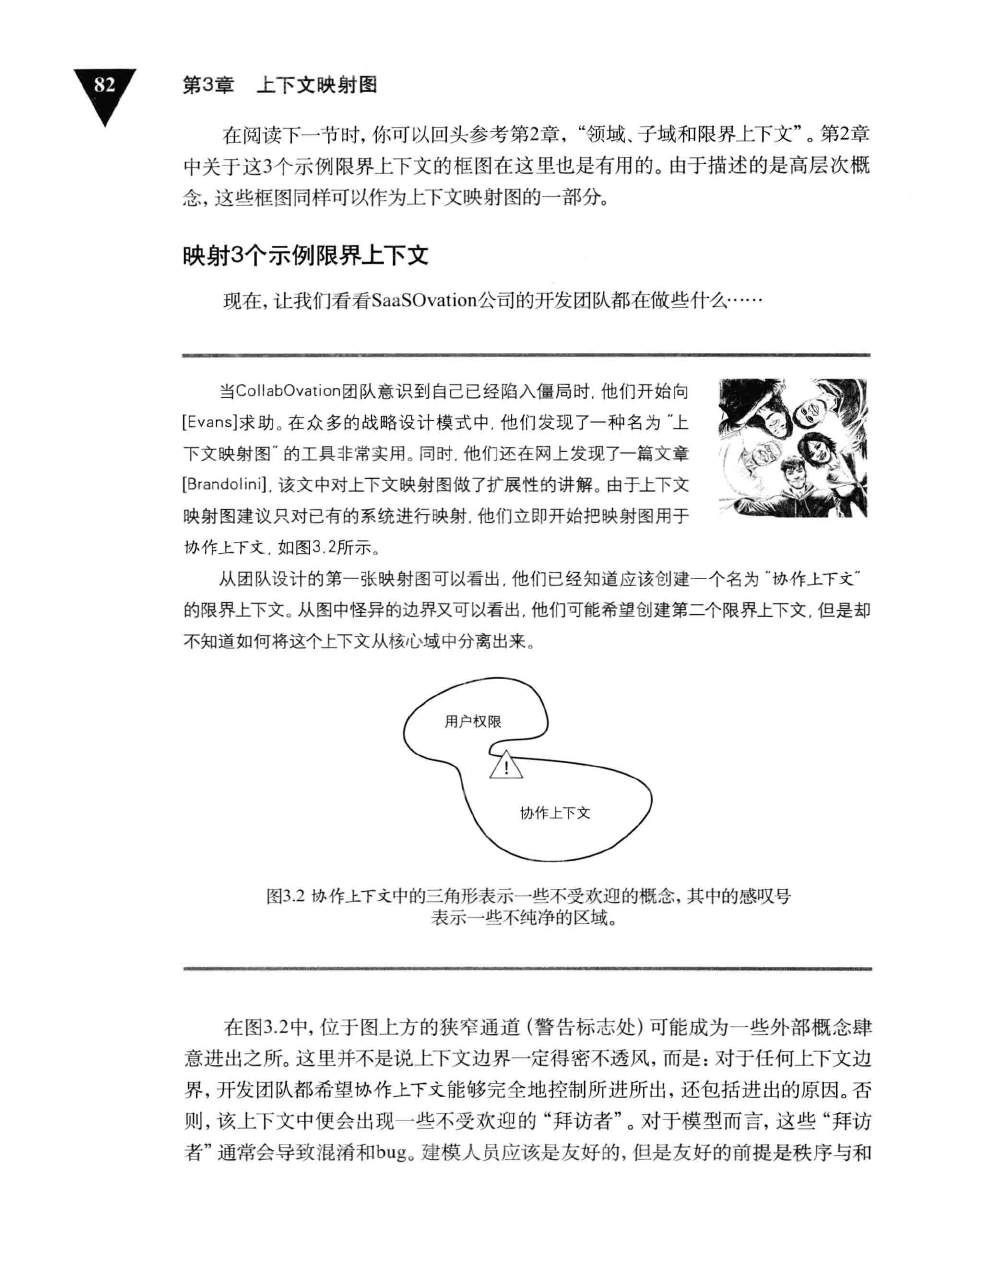 82
第3章 上下文映射图
在阅读下一节时，你可以回头参考第2章，“领域、子域和限界上下文”。第2章
中关于这3个示例限界上下文的框图在这里也是有用的。由于描述的是高层次概
念，这些框图同样可以作为上下文映射图的一部分。
映射3个示例限界上下文
现在，让我们看看SaaSOvation公司的开发团队都在做些什么……
当CollabOvation团队意识到自己已经陷入僵局时，他们开始向
[Evans]求助。在众多的战略设计模式中，他们发现了一种名为“上
下文映射图”的工具非常实用。同时，他们还在网上发现了一篇文章
[Brandolini]，该文中对上下文映射图做了扩展性的讲解。由于上下文
映射图建议只对已有的系统进行映射，他们立即开始把映射图用于
协作上下文，如图3.2所示。
从团队设计的第一张映射图可以看出，他们已经知道应该创建一个名为“协作上下文”
的限界上下文。从图中怪异的边界又可以看出，他们可能希望创建第二个限界上下文，但是却
不知道如何将这个上下文从核心域中分离出来。
用户权限
!
协作上下文
图3.2 协作上下文中的三角形表示一些不受欢迎的概念，其中的感叹号
表示一些不纯净的区域。
在图3.2中，位于图上方的狭窄通道（警告标志处）可能成为一些外部概念肆
意进出之所。这里并不是说上下文边界一定得密不透风，而是：对于任何上下文边
界，开发团队都希望协作上下文能够完全地控制所进所出，还包括进出的原因。否
则，该上下文中便会出现一些不受欢迎的“拜访者”。对于模型而言，这些“拜访
者”通常会导致混淆和bug。建模人员应该是友好的，但是友好的前提是秩序与和